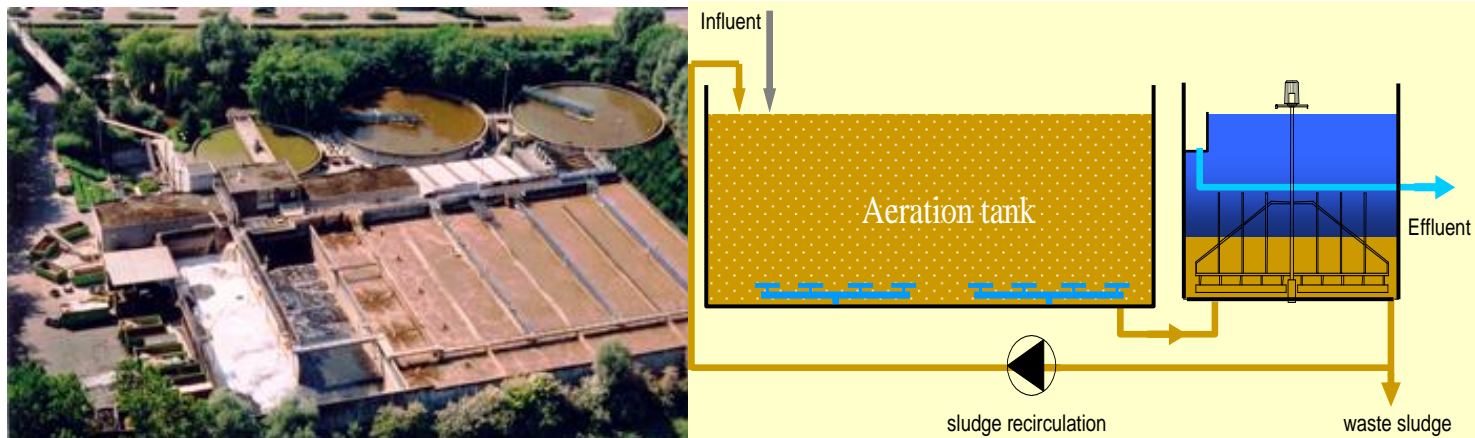 Influent
Aeration tank
Effluent
sludge recirculation
waste sludge